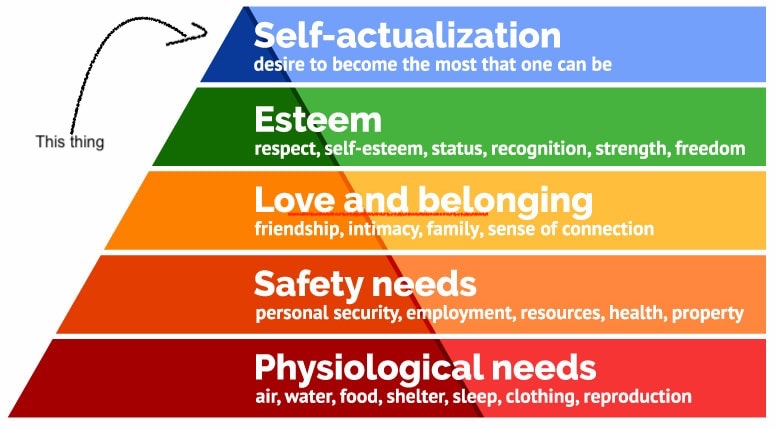 Self-actualization
desire to become the most that one can be
This thing
Esteem
respect, self-esteem, status, recognition, strength, freedom
Love and belonging
friendship, intimacy, family, sense of connection
Safety needs
personal security, employment, resources, health, property
Physiological needs
air, water, food, shelter, sleep, clothing, reproduction